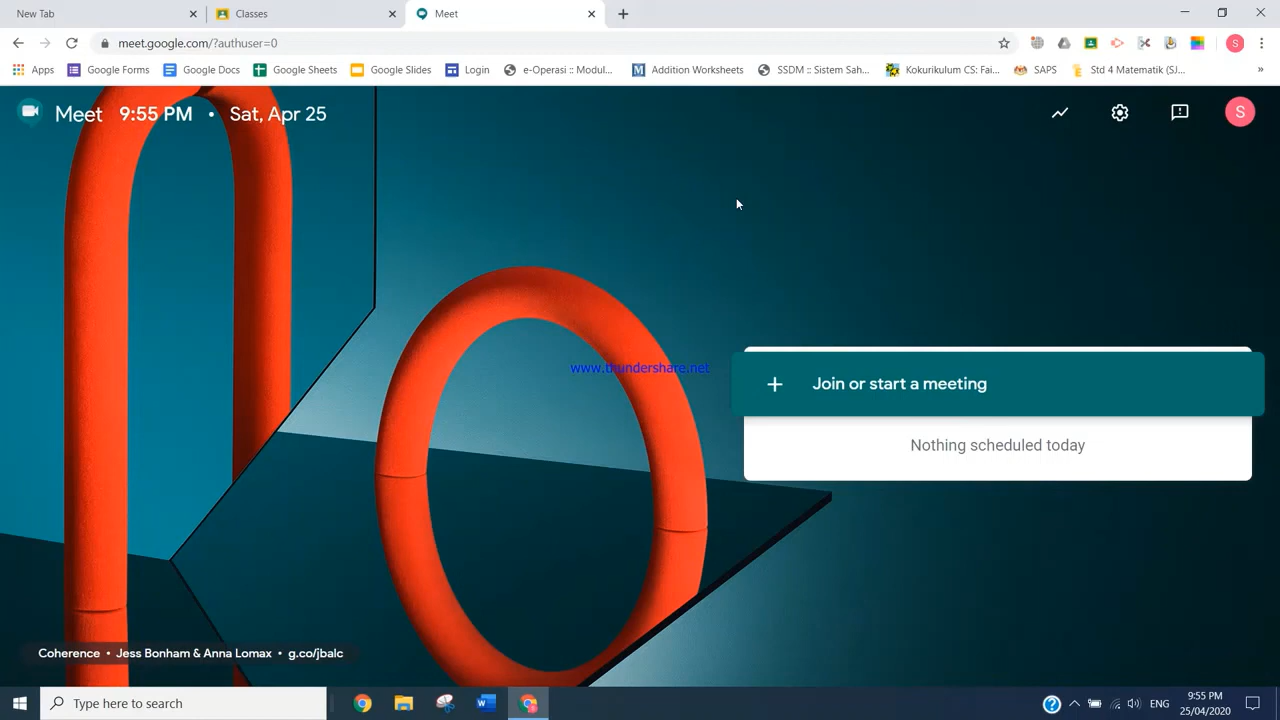 New Tab
Classes
Meet
meet.google.com/?authuser=0
S
Apps
Google Forms
Google Docs
Google Sheets
Google Slides
Login
e-Operasi :: Modul...
Addition Worksheets
SSDM :: Sistem Sah...
Kokurikulum CS: Fai...
SAPS
Std 4 Matematik (SJ...
»
Meet 9:55 PM • Sat, Apr 25
S
www.thundershare.net
+ Join or start a meeting
Nothing scheduled today
Coherence • Jess Bonham & Anna Lomax • g.co/jbalc
Type here to search
ENG
9:55 PM
25/04/2020